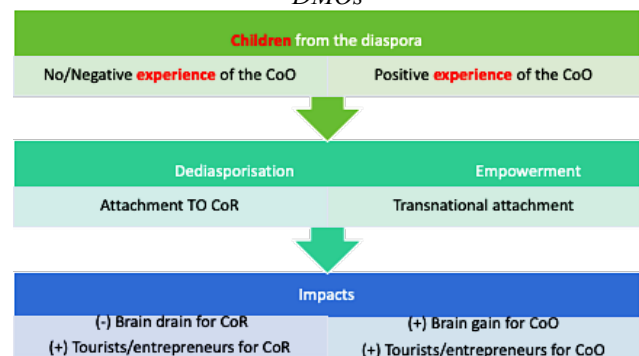 DMOs
Children from the diaspora
No/Negative experience of the CoO
Positive experience of the CoO
Dediasporisation
Empowerment
Attachment TO CoR
Transnational attachment
Impacts
(-) Brain drain for CoR
(+) Tourists/entrepreneurs for CoR
(+) Brain gain for CoO
(+) Tourists/entrepreneurs for CoO